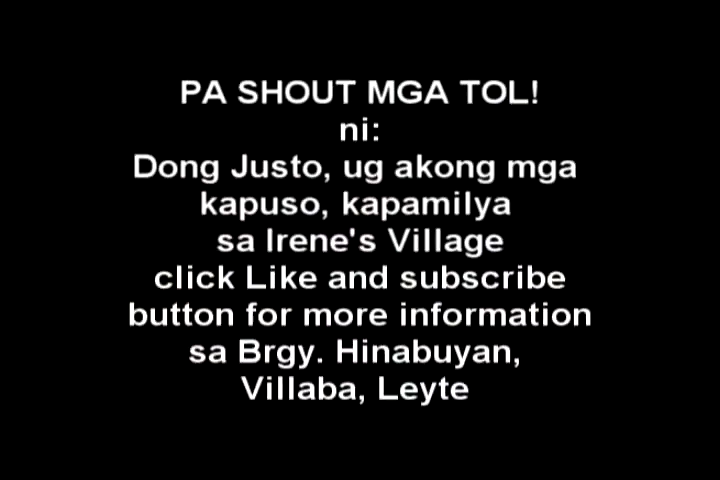 PA SHOUT MGA TOL!
ni:
Dong Justo, ug akong mga
kapuso, kapamilya
sa Irene's Village
click Like and subscribe
button for more information
sa Brgy. Hinabuyan,
Villaba, Leyte